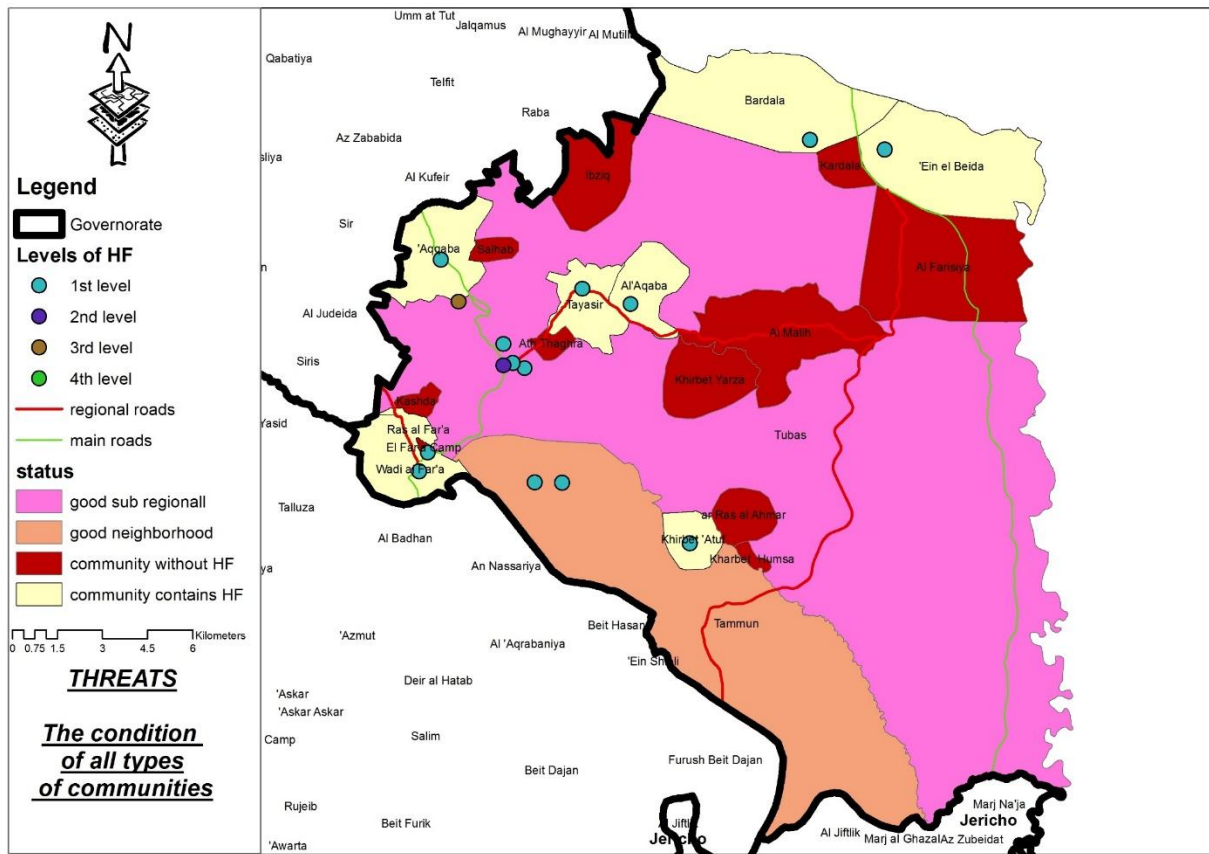 N
Legend
Governorate
Levels of HF
1st level
2nd level
3rd level
4th level
regional roads
main roads
status
good sub regionall
good neighborhood
community without HF
community contains HF
Kilometers
0 0.75 1.5 3 4.5 6
THREATS
The condition
of all types
of communities
Umm at Tut
Jalqamus
Al Mughayyir
Al Mutill
Qabatiya
Telfit
Raba
Az Zababida
sliya
Al Kufeir
Sir
Bardala
Kardala
'Ein el Beida
Ibziq
'Aqqaba
Salhab
Al Farisiya
Al'Aqaba
Tayasir
Al Judeida
Ath Thaghra
Al Malih
Siris
Khirbet Yarza
Kashda
Yasid
Ras al Far'a
El Far'a Camp
Wadi al Far'a
Tubas
Talluza
ar Ras al Ahmar
Al Badhan
Khirbet 'Atuf
Kharbet 'Humsa
ya
An Nassariya
'Azmut
Beit Hasan
Tammun
Al 'Aqrabaniya
'Ein Shibli
Deir al Hatab
'Askar
'Askar Askar
Camp
Salim
Beit Dajan
Furush Beit Dajan
Rujeib
Beit Furik
'Awarta
Al Jiftlik
Jericho
Al Jiftlik
Marj al Ghazal
Az Zubeidat
Marj Na'ja
Jericho